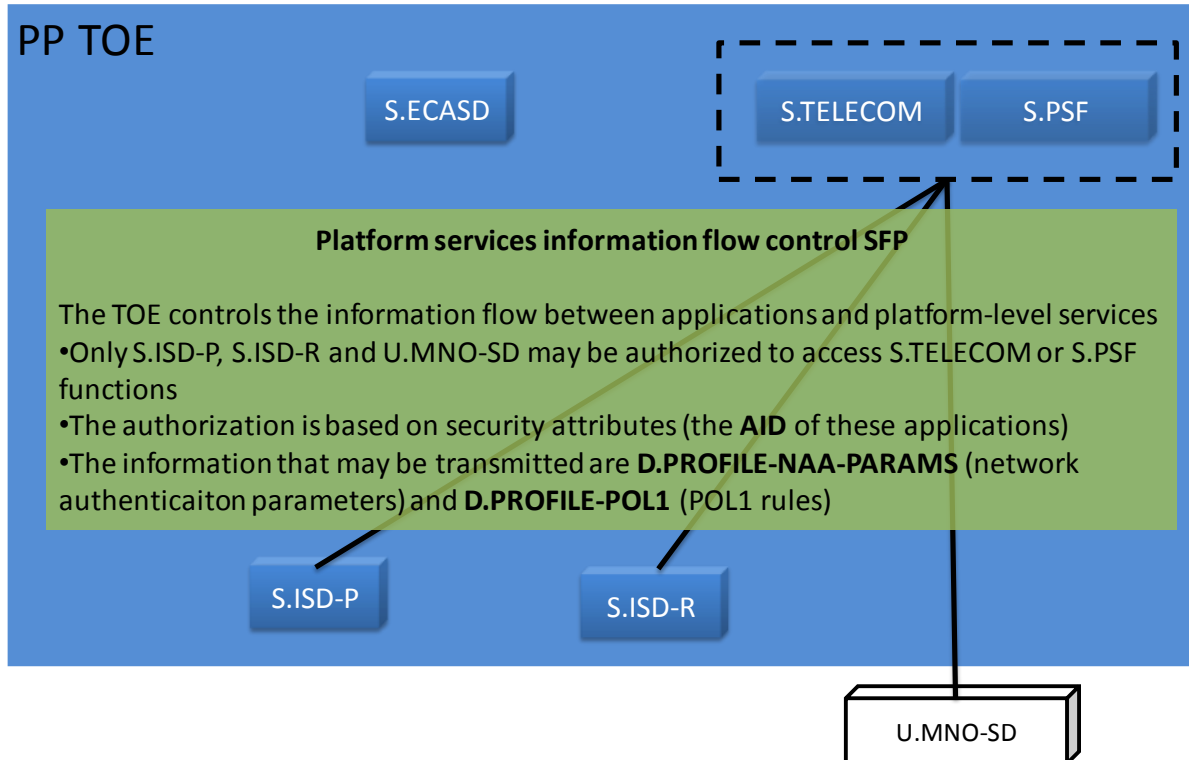 PP TOE
S.ECASD
S.TELECOM
S.PSF
Platform services information flow control SFP
The TOE controls the information flow between applications and platform-level services
•Only S.ISD-P, S.ISD-R and U.MNO-SD may be authorized to access S.TELECOM or S.PSF
functions
•The authorization is based on security attributes (the AID of these applications)
•The information that may be transmitted are D.PROFILE-NAA-PARAMS (network
authenticaiton parameters) and D.PROFILE-POL1 (POL1 rules)
S.ISD-P
S.ISD-R
U.MNO-SD